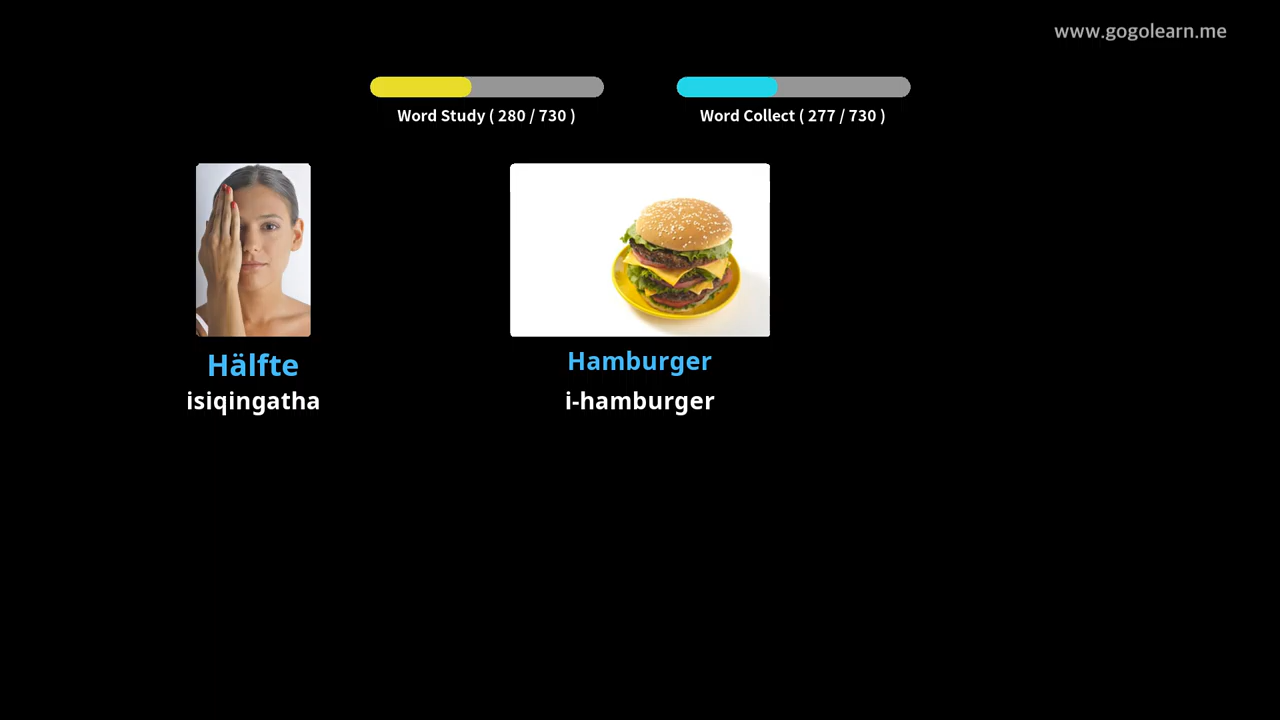 www.gogolearn.me
Word Study ( 280 / 730 )
Word Collect ( 277 / 730 )
Hälfte
isiqingatha
Hamburger
i-hamburger